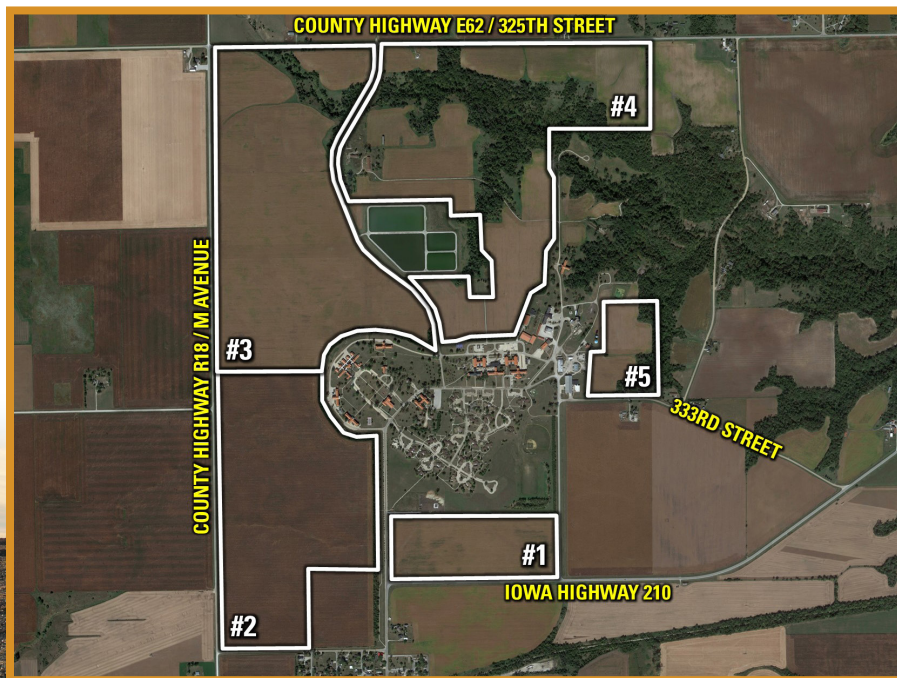 COUNTY HIGHWAY E62 / 325TH STREET
#4
COUNTY HIGHWAY R18 / M AVENUE
#3
#5
333RD STREET
#1
IOWA HIGHWAY 210
#2